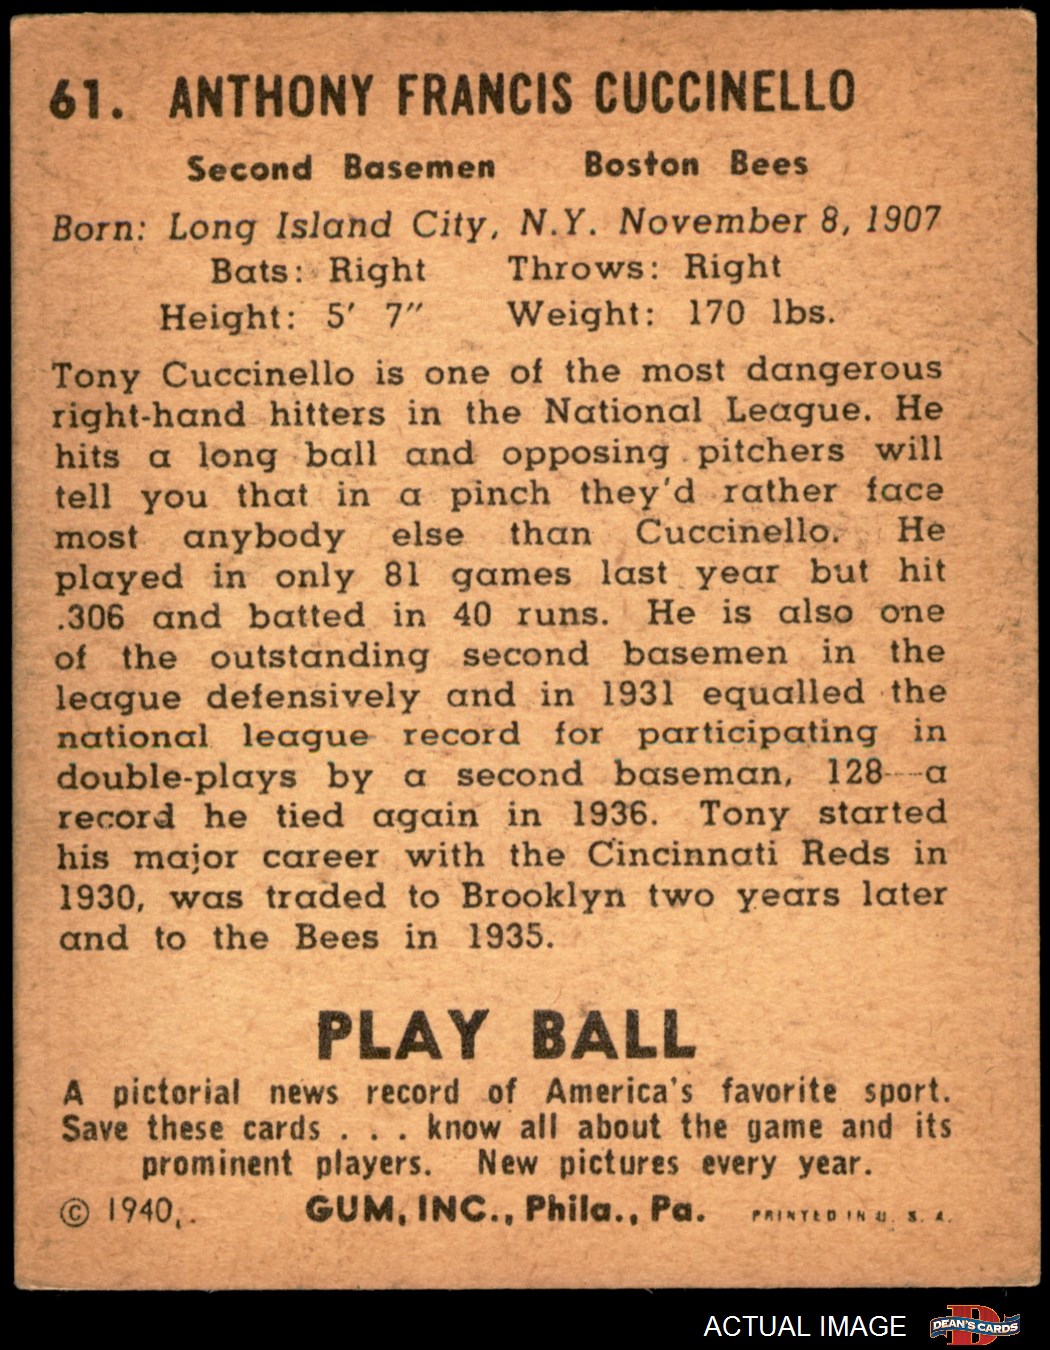 61. ANTHONY FRANCIS CUCCINELLO
Second Basemen Boston Bees
Born: Long Island City, N.Y. November 8, 1907
Bats: Right Throws: Right
Height: 5' 7" Weight: 170 lbs.
Tony Cuccinello is one of the most dangerous
right-hand hitters in the National League. He
hits a long ball and opposing pitchers will
tell you that in a pinch they'd rather face
most anybody else than Cuccinello. He
played in only 81 games last year but hit
.306 and batted in 40 runs. He is also one
of the outstanding second basemen in the
league defensively and in 1931 equalled the
national league record for participating in
double-plays by a second baseman, 128—a
record he tied again in 1936. Tony started
his major career with the Cincinnati Reds in
1930, was traded to Brooklyn two years later
and to the Bees in 1935.
PLAY BALL
A pictorial news record of America's favorite sport.
Save these cards . . . know all about the game and its
prominent players. New pictures every year.
© 1940, GUM, INC., Phila., Pa. PRINTED IN U. S. A.
ACTUAL IMAGE D DEAN'S CARDS